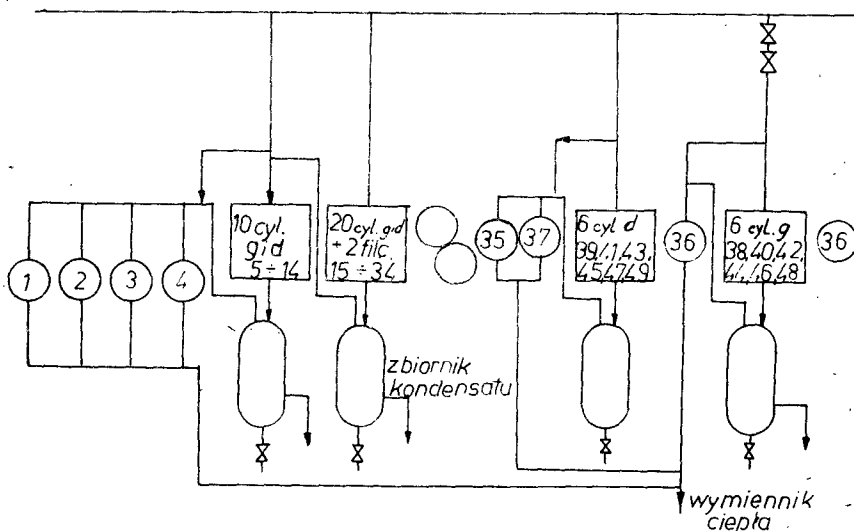 1
2
3
4
10 cyl.
g i d
5 ÷ 14
20 cyl. g i d
+ 2 filc
15 ÷ 34
35
37
6 cyl d
39,41,43,
45,47,49
36
6 cyl. g
38,40,42,
44,46,48
36
zbiornik
kondensatu
wymiennik
ciepła